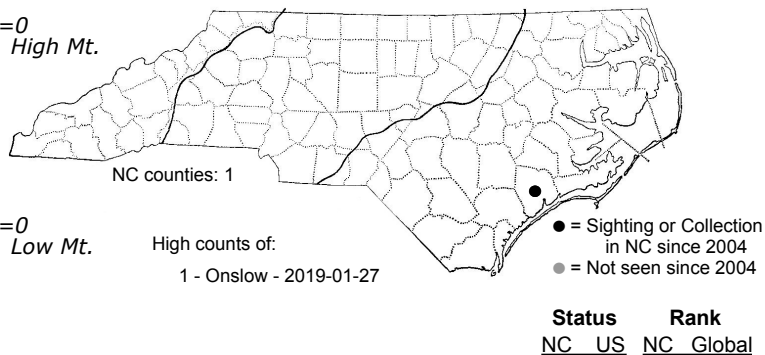 =0
High Mt.
NC counties: 1
=0
Low Mt.
High counts of:
1 - Onslow - 2019-01-27
● = Sighting or Collection
in NC since 2004
● = Not seen since 2004
Status Rank
NC US NC Global